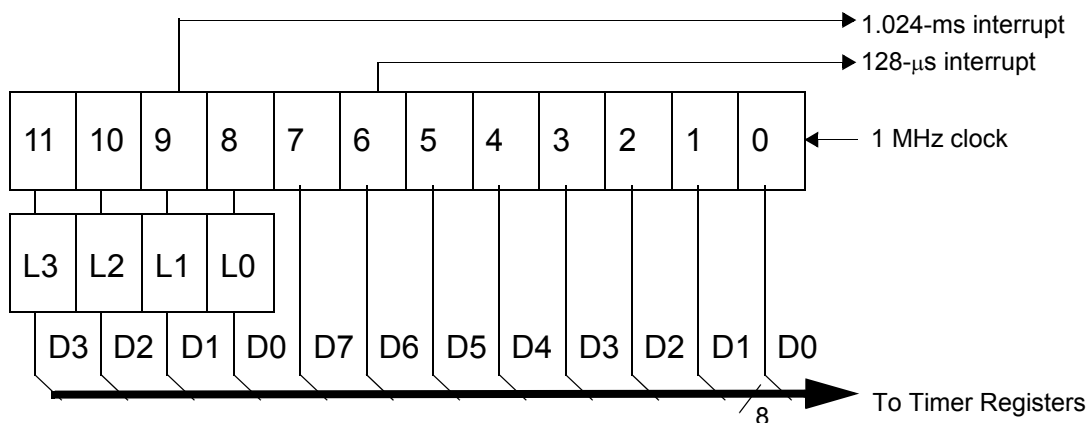 1.024-ms interrupt
128-μs interrupt
11 10 9 8 7 6 5 4 3 2 1 0
1 MHz clock
L3 L2 L1 L0
D3 D2 D1 D0 D7 D6 D5 D4 D3 D2 D1 D0
8
To Timer Registers